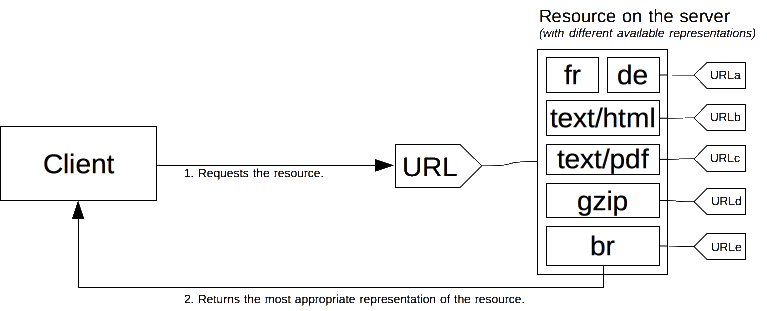 Resource on the server
(with different available representations)
fr
de
URLa
text/html
URLb
Client
URL
text/pdf
URLc
1. Requests the resource.
gzip
URLd
br
URLe
2. Returns the most appropriate representation of the resource.